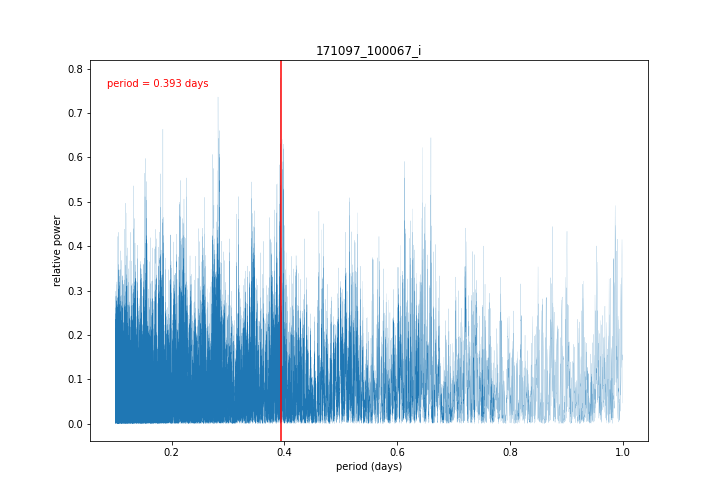 171097_100067_i
period = 0.393 days
relative power
0.8
0.7
0.6
0.5
0.4
0.3
0.2
0.1
0.0
0.2 0.4 0.6 0.8 1.0
period (days)